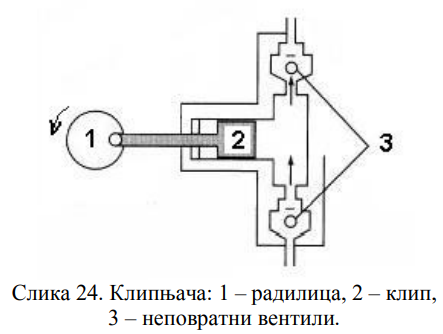 1
2
3
Слика 24. Клипњача: 1 – радилица, 2 – клип,
3 – неповратни вентили.